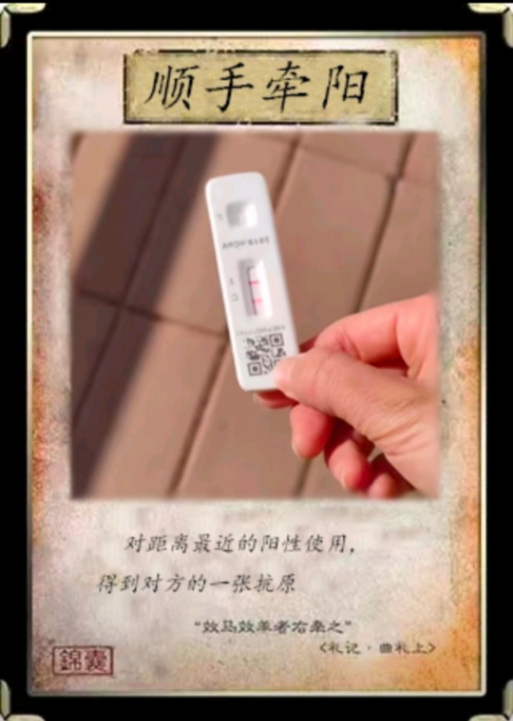 顺手牵阳
2019-nCoV
T
C
对距离最近的阳性使用，
得到对方的一张抗原
“效马效羊者右牵之”
<礼记·曲礼上>
錦囊